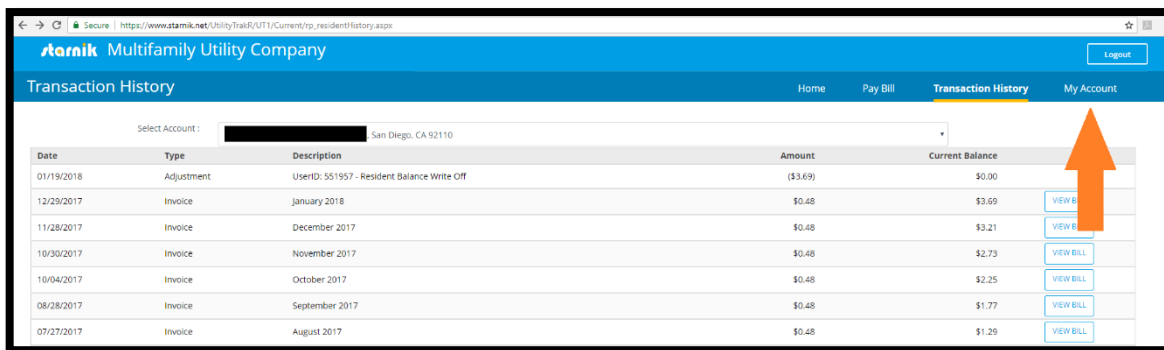 Secure | https://www.starnik.net/UtilityTrakR/UT1/Current/rp_residentHistory.aspx
starnik Multifamily Utility Company Logout
Transaction History Home Pay Bill Transaction History My Account
Select Account : , San Diego, CA 92110
Date Type Description Amount Current Balance
01/19/2018 Adjustment UserID: 551957 - Resident Balance Write Off ($3.69) $0.00
12/29/2017 Invoice January 2018 $0.48 $3.69 VIEW
11/28/2017 Invoice December 2017 $0.48 $3.21 VIEW
10/30/2017 Invoice November 2017 $0.48 $2.73 VIEW BILL
10/04/2017 Invoice October 2017 $0.48 $2.25 VIEW BILL
08/28/2017 Invoice September 2017 $0.48 $1.77 VIEW BILL
07/27/2017 Invoice August 2017 $0.48 $1.29 VIEW BILL